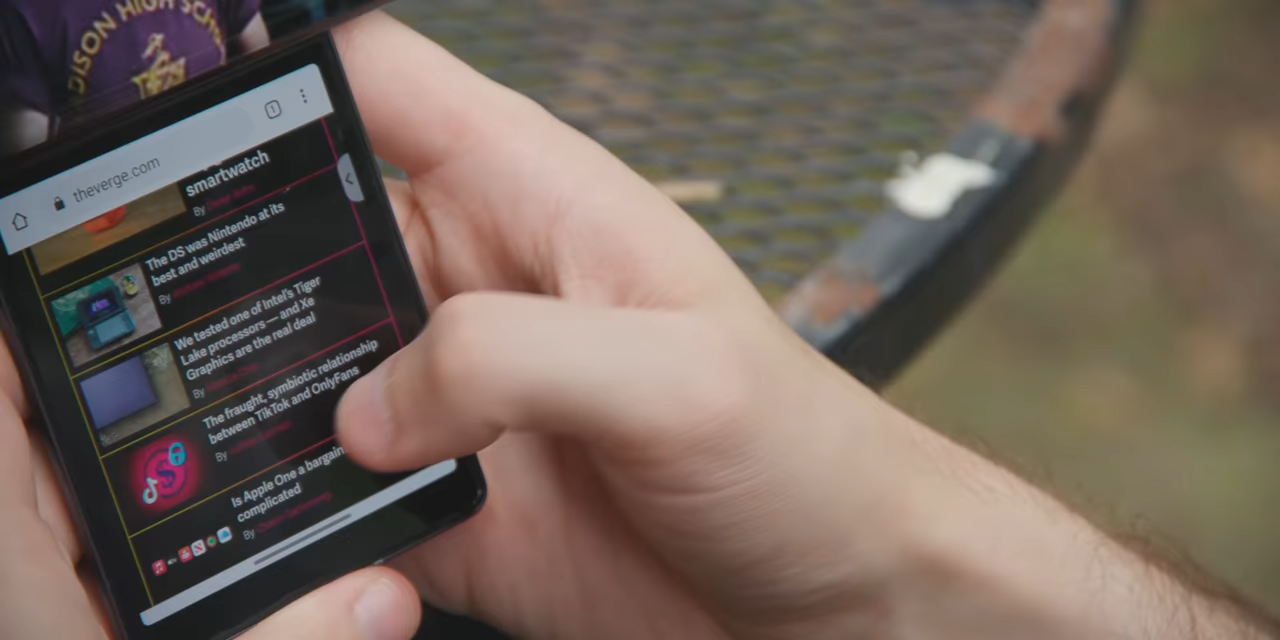 DISON HIGH SCHO
1
theverge.com
smartwatch
By
The DS was Nintendo at its
best and weirdest
By
We tested one of Intel's Tiger
Lake processors — and Xe
Graphics are the real deal
By
The fraught, symbiotic relationship
between TikTok and OnlyFans
By
Is Apple One a bargain
complicated
By